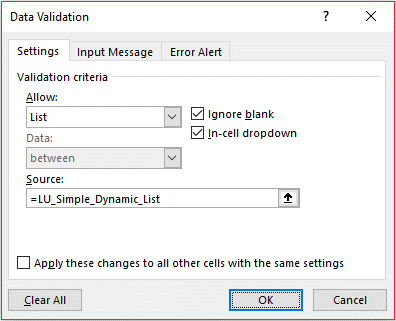 Data Validation
?
Settings Input Message Error Alert
Validation criteria
Allow:
List Ignore blank
In-cell dropdown
Data:
between
Source:
=LU_Simple_Dynamic_List
Apply these changes to all other cells with the same settings
Clear All OK Cancel